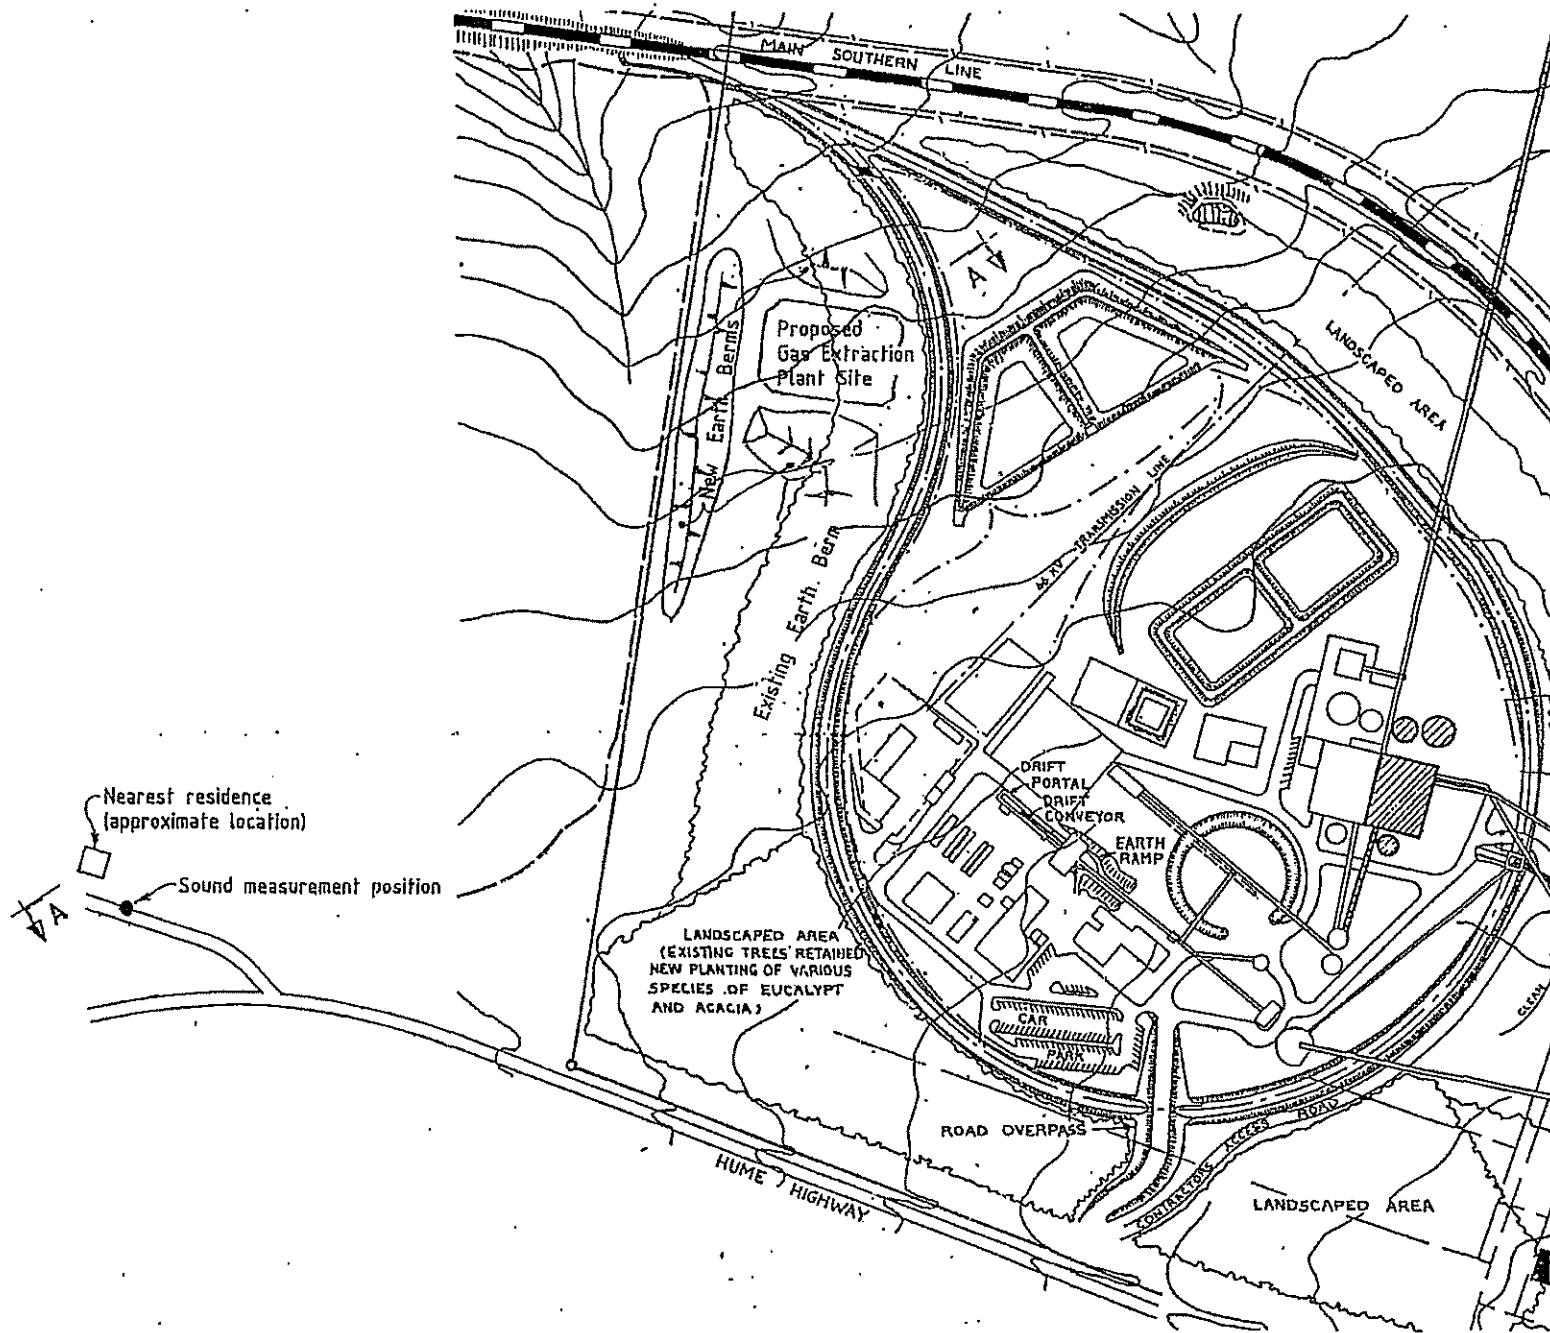 MAIN SOUTHERN LINE
A
LANDSCAPED AREA
Proposed
Gas Extraction
Plant Site
New Earth Berms
66 KV TRANSMISSION LINE
Existing Earth Berm
DRIFT
PORTAL
DRIFT
CONVEYOR
EARTH
RAMP
Nearest residence
(approximate location)
Sound measurement position
A
LANDSCAPED AREA
(EXISTING TREES RETAINED
NEW PLANTING OF VARIOUS
SPECIES OF EUCALYPT
AND ACACIA)
CAR
PARK
CLEAN
ROAD OVERPASS
CONTRACTORS ACCESS ROAD
HUME HIGHWAY
LANDSCAPED AREA